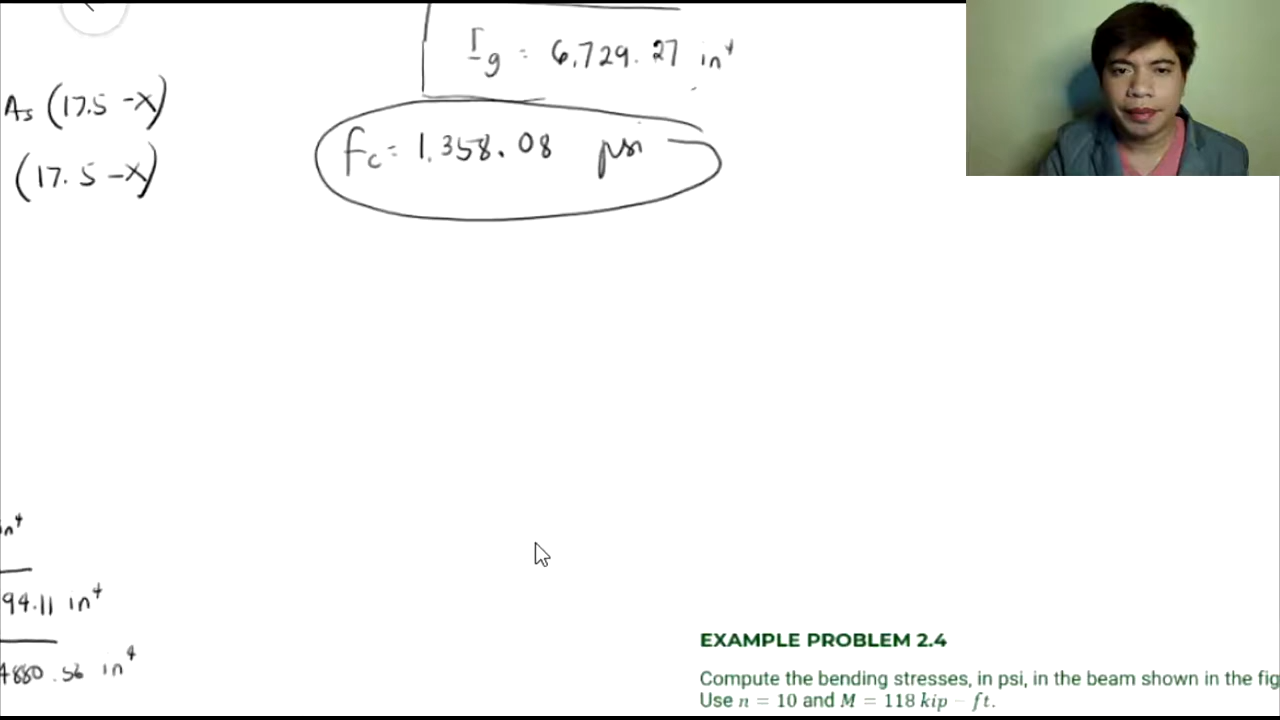 Ig = 6,729.27 in⁴
As (17.5 - x)
fc = 1,358.08 psi
(17.5 - x)
in⁴
94.11 in⁴
4880.56 in⁴
EXAMPLE PROBLEM 2.4
Compute the bending stresses, in psi, in the beam shown in the fig
Use n = 10 and M = 118 kip − ft.